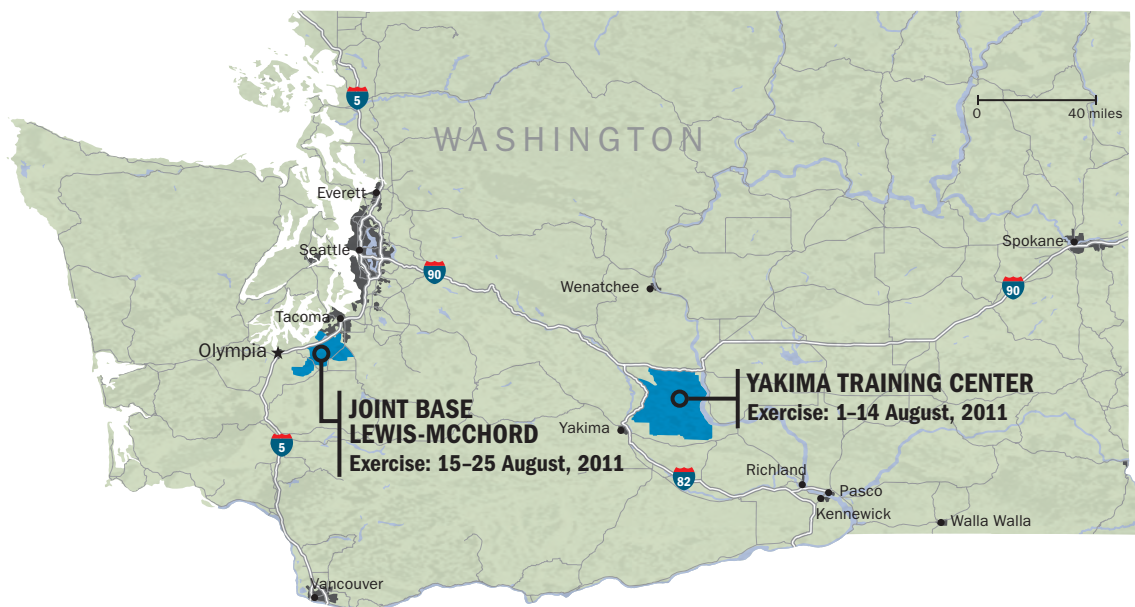 5
0
40 miles
WASHINGTON
Everett
Seattle
Spokane
90
Wenatchee
90
Tacoma
Olympia
JOINT BASE
LEWIS-MCCHORD
Exercise: 15–25 August, 2011
YAKIMA TRAINING CENTER
Exercise: 1–14 August, 2011
Yakima
5
82
Richland
Pasco
Kennewick
Walla Walla
Vancouver